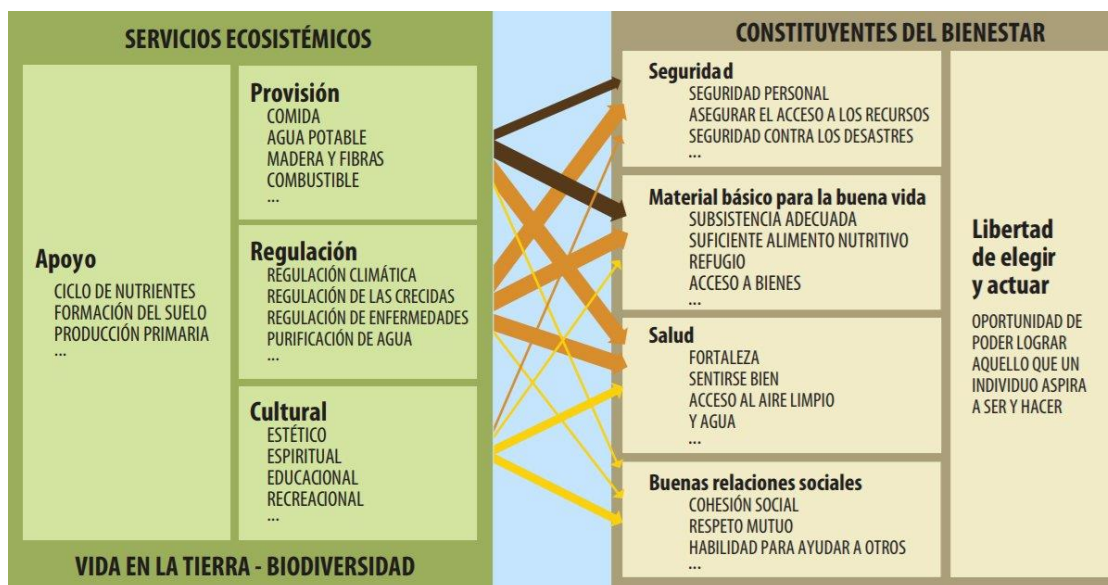 SERVICIOS ECOSISTÉMICOS
Apoyo
CICLO DE NUTRIENTES
FORMACIÓN DEL SUELO
PRODUCCIÓN PRIMARIA
...
Provisión
COMIDA
AGUA POTABLE
MADERA Y FIBRAS
COMBUSTIBLE
...
Regulación
REGULACIÓN CLIMÁTICA
REGULACIÓN DE LAS CRECIDAS
REGULACIÓN DE ENFERMEDADES
PURIFICACIÓN DE AGUA
...
Cultural
ESTÉTICO
ESPIRITUAL
EDUCACIONAL
RECREACIONAL
...
VIDA EN LA TIERRA - BIODIVERSIDAD
CONSTITUYENTES DEL BIENESTAR
Seguridad
SEGURIDAD PERSONAL
ASEGURAR EL ACCESO A LOS RECURSOS
SEGURIDAD CONTRA LOS DESASTRES
...
Material básico para la buena vida
SUBSISTENCIA ADECUADA
SUFICIENTE ALIMENTO NUTRITIVO
REFUGIO
ACCESO A BIENES
...
Salud
FORTALEZA
SENTIRSE BIEN
ACCESO AL AIRE LIMPIO
Y AGUA
...
Buenas relaciones sociales
COHESIÓN SOCIAL
RESPETO MUTUO
HABILIDAD PARA AYUDAR A OTROS
...
Libertad
de elegir
y actuar
OPORTUNIDAD DE
PODER LOGRAR
AQUELLO QUE UN
INDIVIDUO ASPIRA
A SER Y HACER